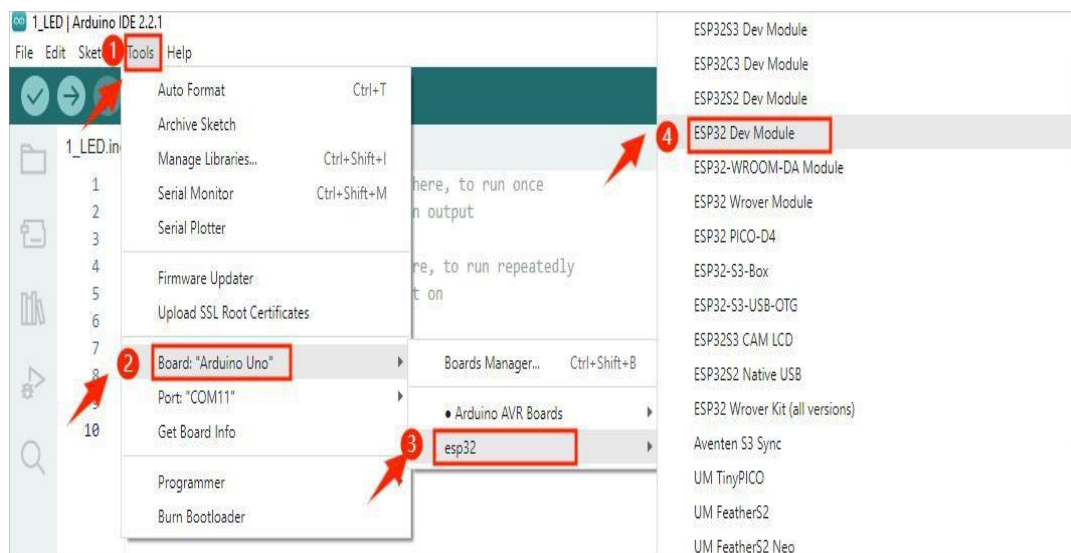 1_LED | Arduino IDE 2.2.1
File Edit Sket 1 Tools Help
Auto Format Ctrl+T
Archive Sketch
Manage Libraries... Ctrl+Shift+I
Serial Monitor Ctrl+Shift+M
Serial Plotter
Firmware Updater
Upload SSL Root Certificates
2 Board: "Arduino Uno"
Port: "COM11"
Get Board Info
Programmer
Burn Bootloader
1_LED.in
1
2
3
4
5
6
7
8
9
10
here, to run once
n output
re, to run repeatedly
t on
Boards Manager... Ctrl+Shift+B
• Arduino AVR Boards
3 esp32
ESP32S3 Dev Module
ESP32C3 Dev Module
ESP32S2 Dev Module
4 ESP32 Dev Module
ESP32-WROOM-DA Module
ESP32 Wrover Module
ESP32 PICO-D4
ESP32-S3-Box
ESP32-S3-USB-OTG
ESP32S3 CAM LCD
ESP32S2 Native USB
ESP32 Wrover Kit (all versions)
Aventen S3 Sync
UM TinyPICO
UM FeatherS2
UM FeatherS2 Neo